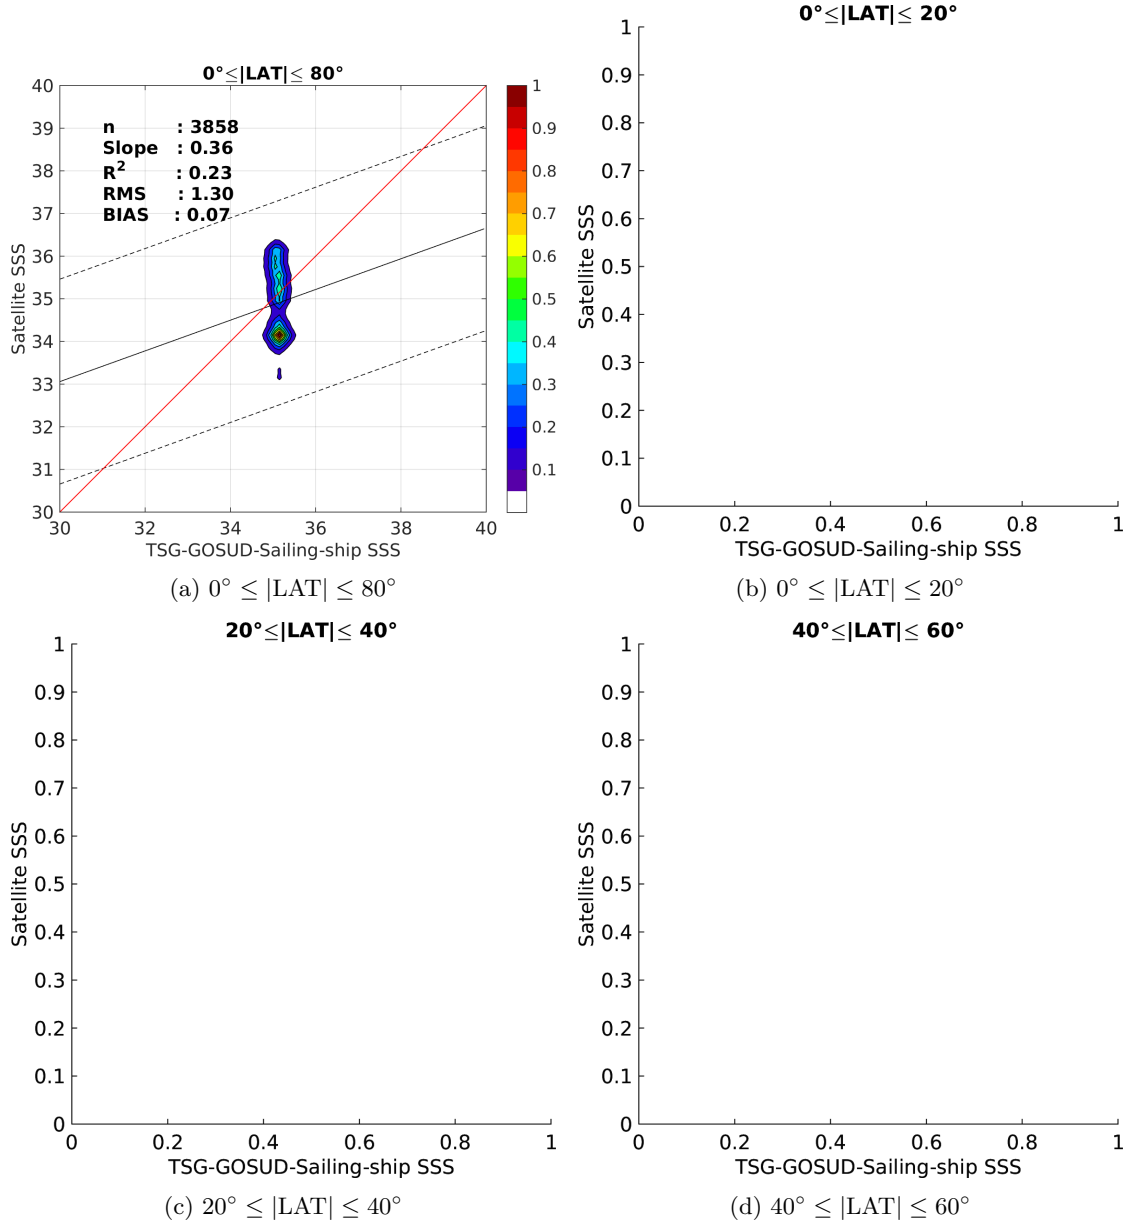 0°≤|LAT|≤ 80°
40
39
38
37
36
35
34
33
32
31
30
Satellite SSS
n : 3858
Slope : 0.36
R2 : 0.23
RMS : 1.30
BIAS : 0.07
30 32 34 36 38 40
TSG-GOSUD-Sailing-ship SSS
1
0.9
0.8
0.7
0.6
0.5
0.4
0.3
0.2
0.1
(a) 0° ≤ |LAT| ≤ 80°
0°≤|LAT|≤ 20°
1
0.9
0.8
0.7
0.6
0.5
0.4
0.3
0.2
0.1
0
Satellite SSS
0 0.2 0.4 0.6 0.8 1
TSG-GOSUD-Sailing-ship SSS
(b) 0° ≤ |LAT| ≤ 20°
20°≤|LAT|≤ 40°
1
0.9
0.8
0.7
0.6
0.5
0.4
0.3
0.2
0.1
0
Satellite SSS
0 0.2 0.4 0.6 0.8 1
TSG-GOSUD-Sailing-ship SSS
(c) 20° ≤ |LAT| ≤ 40°
40°≤|LAT|≤ 60°
1
0.9
0.8
0.7
0.6
0.5
0.4
0.3
0.2
0.1
0
Satellite SSS
0 0.2 0.4 0.6 0.8 1
TSG-GOSUD-Sailing-ship SSS
(d) 40° ≤ |LAT| ≤ 60°